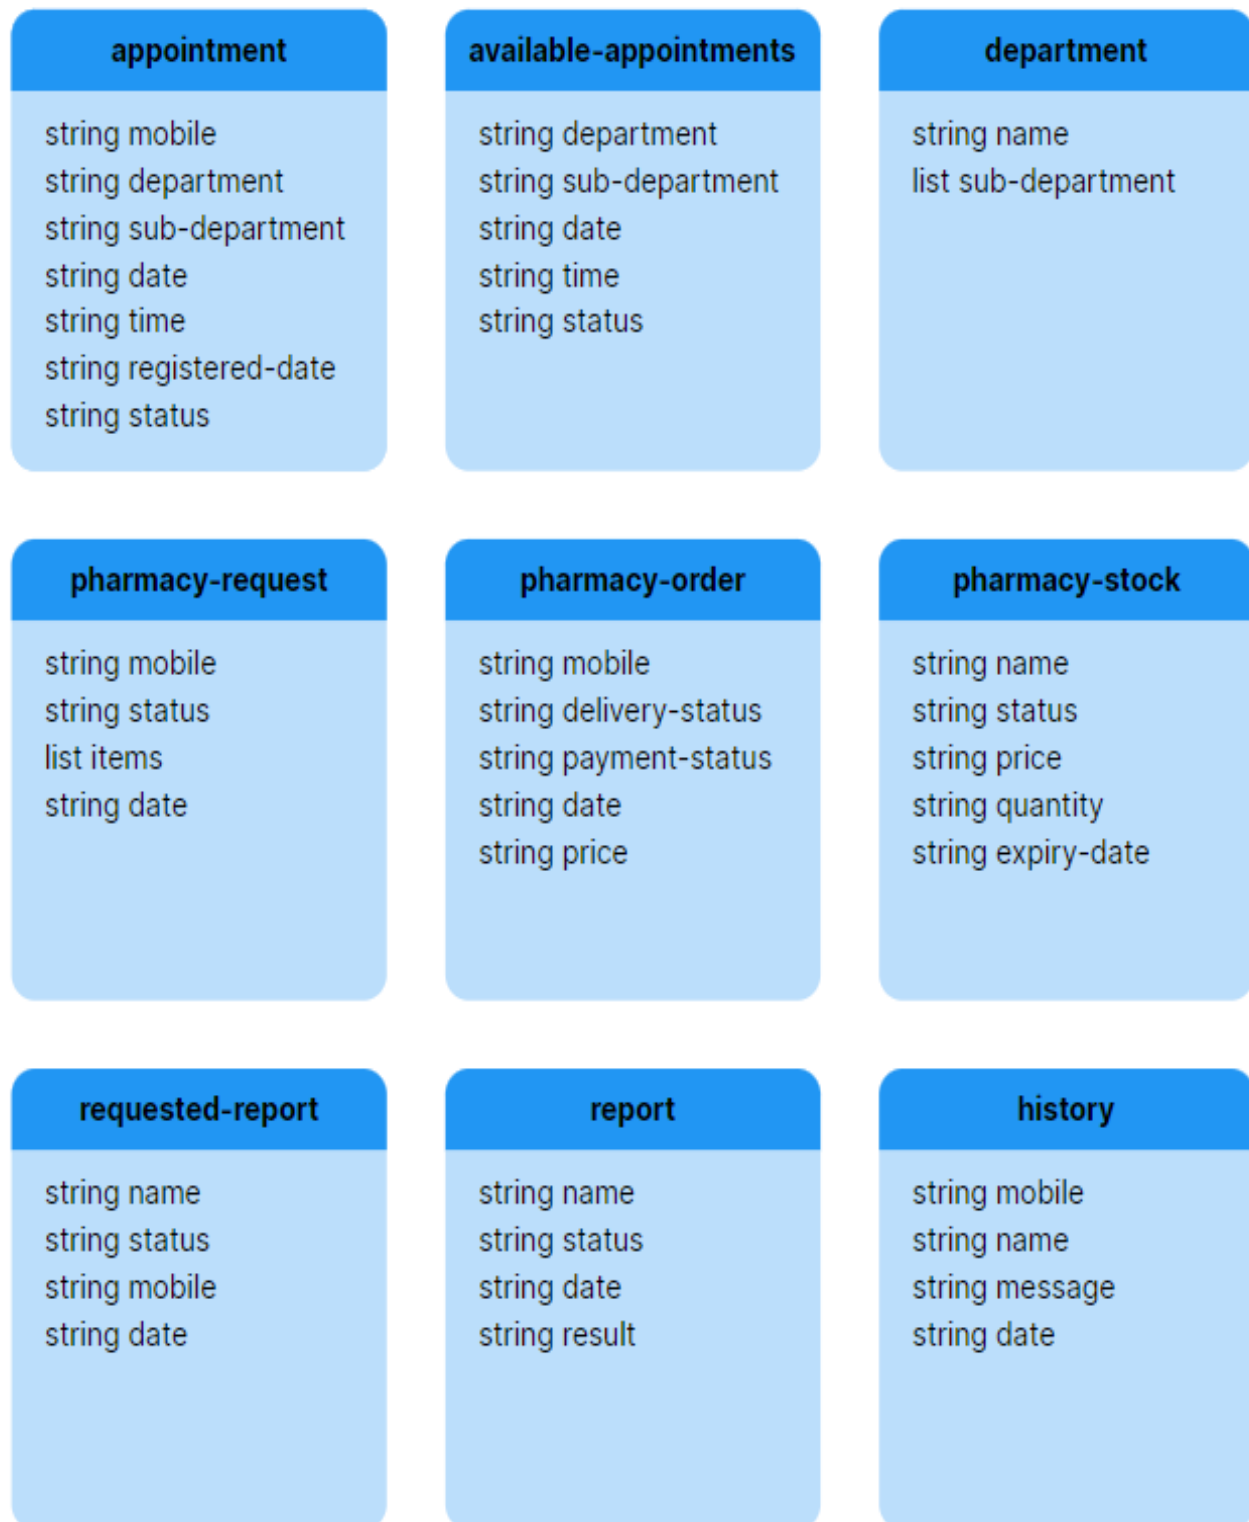 appointment
string mobile
string department
string sub-department
string date
string time
string registered-date
string status
available-appointments
string department
string sub-department
string date
string time
string status
department
string name
list sub-department
pharmacy-request
string mobile
string status
list items
string date
pharmacy-order
string mobile
string delivery-status
string payment-status
string date
string price
pharmacy-stock
string name
string status
string price
string quantity
string expiry-date
requested-report
string name
string status
string mobile
string date
report
string name
string status
string date
string result
history
string mobile
string name
string message
string date